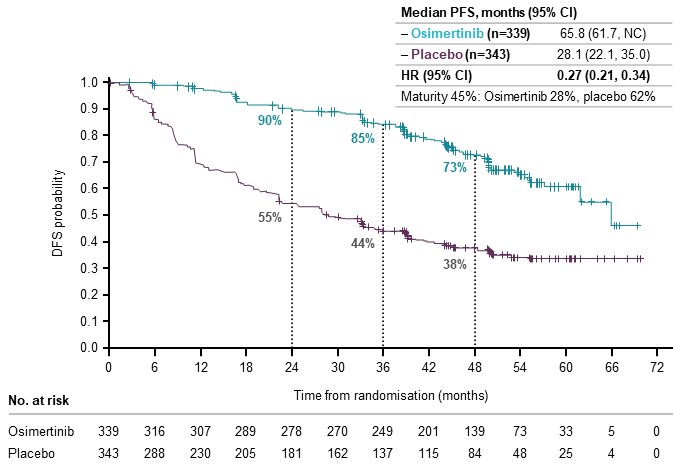 Median PFS, months (95% CI)
– Osimertinib (n=339) 65.8 (61.7, NC)
– Placebo (n=343) 28.1 (22.1, 35.0)
HR (95% CI) 0.27 (0.21, 0.34)
Maturity 45%: Osimertinib 28%, placebo 62%
DFS probability
1.0
0.9
0.8
0.7
0.6
0.5
0.4
0.3
0.2
0.1
0.0
90%
85%
73%
55%
44%
38%
0 6 12 18 24 30 36 42 48 54 60 66 72
Time from randomisation (months)
No. at risk
Osimertinib 339 316 307 289 278 270 249 201 139 73 33 5 0
Placebo 343 288 230 205 181 162 137 115 84 48 25 4 0